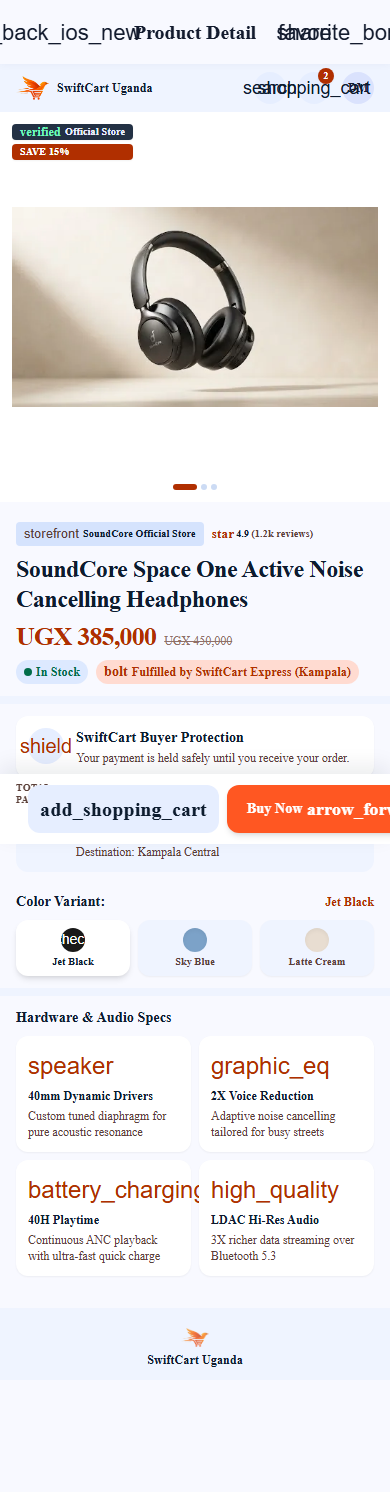 _back_ios_new Product Detail share favorite_bor
SwiftCart Uganda search shopping_cart 2
verified Official Store
SAVE 15%
storefront SoundCore Official Store star 4.9 (1.2k reviews)
SoundCore Space One Active Noise
Cancelling Headphones
UGX 385,000 UGX 450,000
In Stock bolt Fulfilled by SwiftCart Express (Kampala)
shield SwiftCart Buyer Protection
Your payment is held safely until you receive your order.
add_shopping_cart Buy Now arrow_forw
Destination: Kampala Central
Color Variant: Jet Black
hec
Jet Black Sky Blue Latte Cream
Hardware & Audio Specs
speaker
40mm Dynamic Drivers
Custom tuned diaphragm for
pure acoustic resonance
graphic_eq
2X Voice Reduction
Adaptive noise cancelling
tailored for busy streets
battery_charging
40H Playtime
Continuous ANC playback
with ultra-fast quick charge
high_quality
LDAC Hi-Res Audio
3X richer data streaming over
Bluetooth 5.3
SwiftCart Uganda